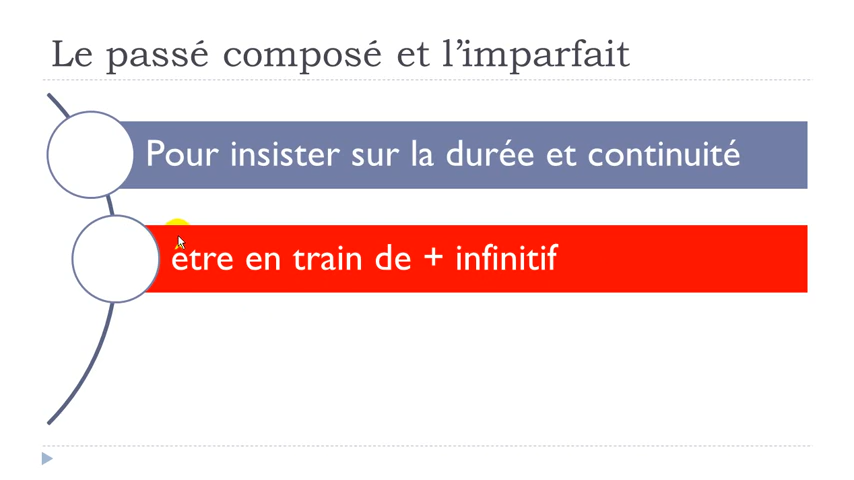 Le passé composé et l’imparfait
Pour insister sur la durée et continuité
être en train de + infinitif